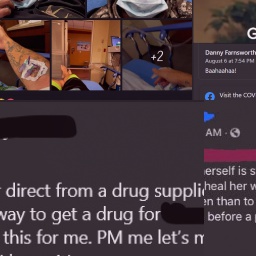 +2
G
Danny Farnsworth
August 6 at 7:54 PM
Baahaahaa!
Visit the COV
AM ·
direct from a drug suppli
way to get a drug for
this for me. PM me let's
erself is s
heal her w
en than to
before a p